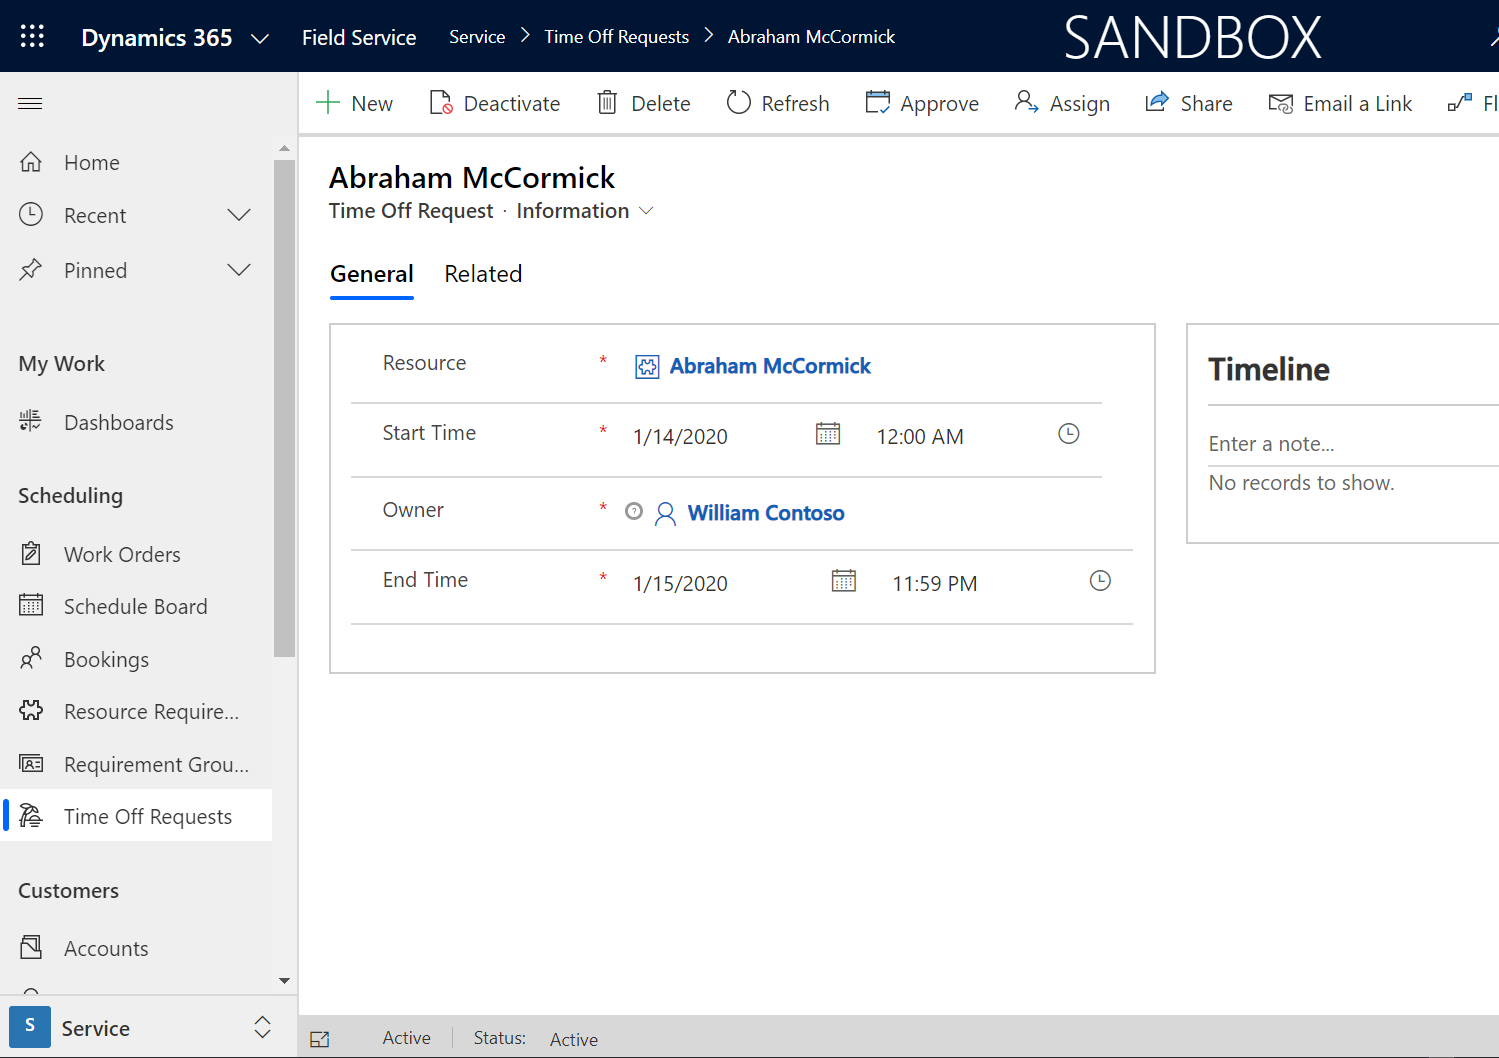 Dynamics 365 Field Service Service Time Off Requests Abraham McCormick SANDBOX
New Deactivate Delete Refresh Approve Assign Share Email a Link Fl
Home
Recent
Pinned
My Work
Dashboards
Scheduling
Work Orders
Schedule Board
Bookings
Resource Require...
Requirement Grou...
Time Off Requests
Customers
Accounts
S Service
Abraham McCormick
Time Off Request · Information
General Related
Resource * Abraham McCormick
Start Time * 1/14/2020 12:00 AM
Owner * William Contoso
End Time * 1/15/2020 11:59 PM
Timeline
Enter a note...
No records to show.
Active Status: Active